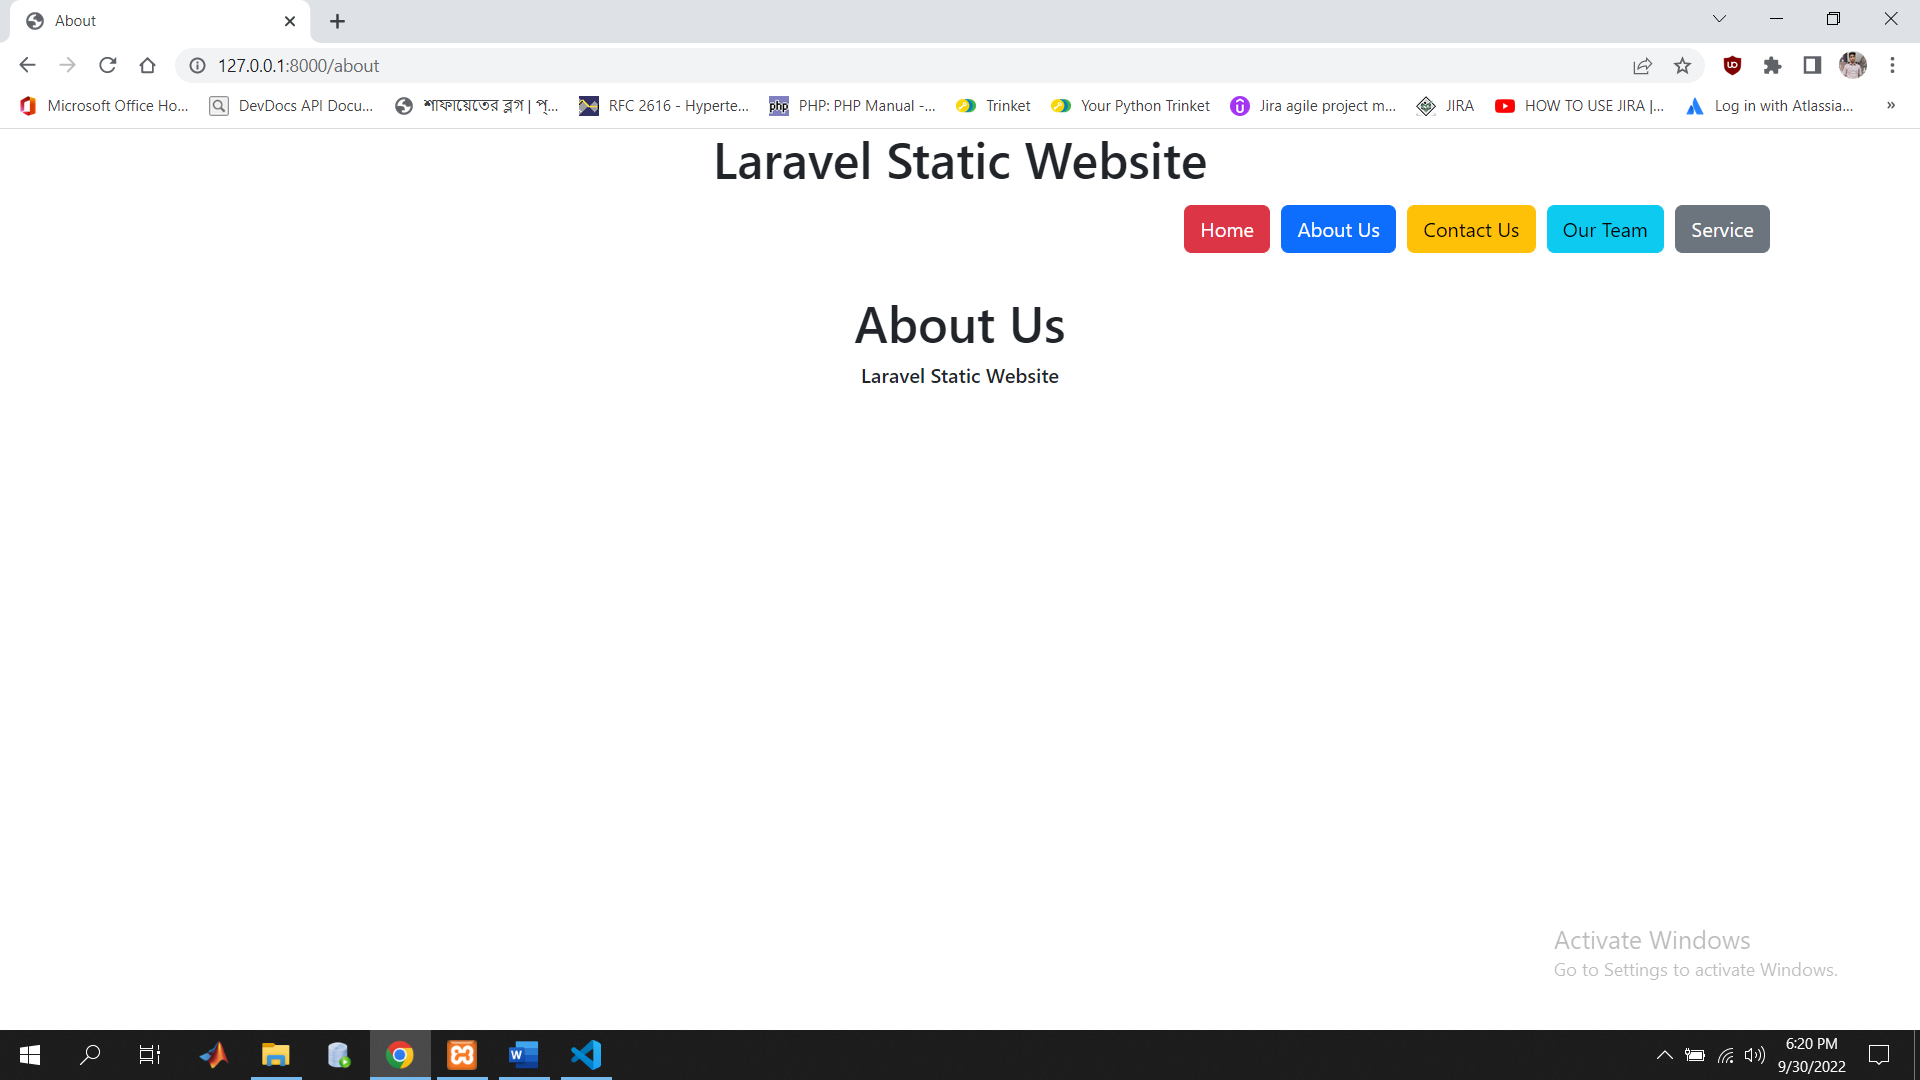 About
127.0.0.1:8000/about
Microsoft Office Ho...
DevDocs API Docu...
শাফায়েতের ব্লগ | প্...
RFC 2616 - Hyperte...
PHP: PHP Manual -...
Trinket
Your Python Trinket
Jira agile project m...
JIRA
HOW TO USE JIRA |...
Log in with Atlassia...
»
Laravel Static Website
Home
About Us
Contact Us
Our Team
Service
About Us
Laravel Static Website
Activate Windows
Go to Settings to activate Windows.
6:20 PM
9/30/2022